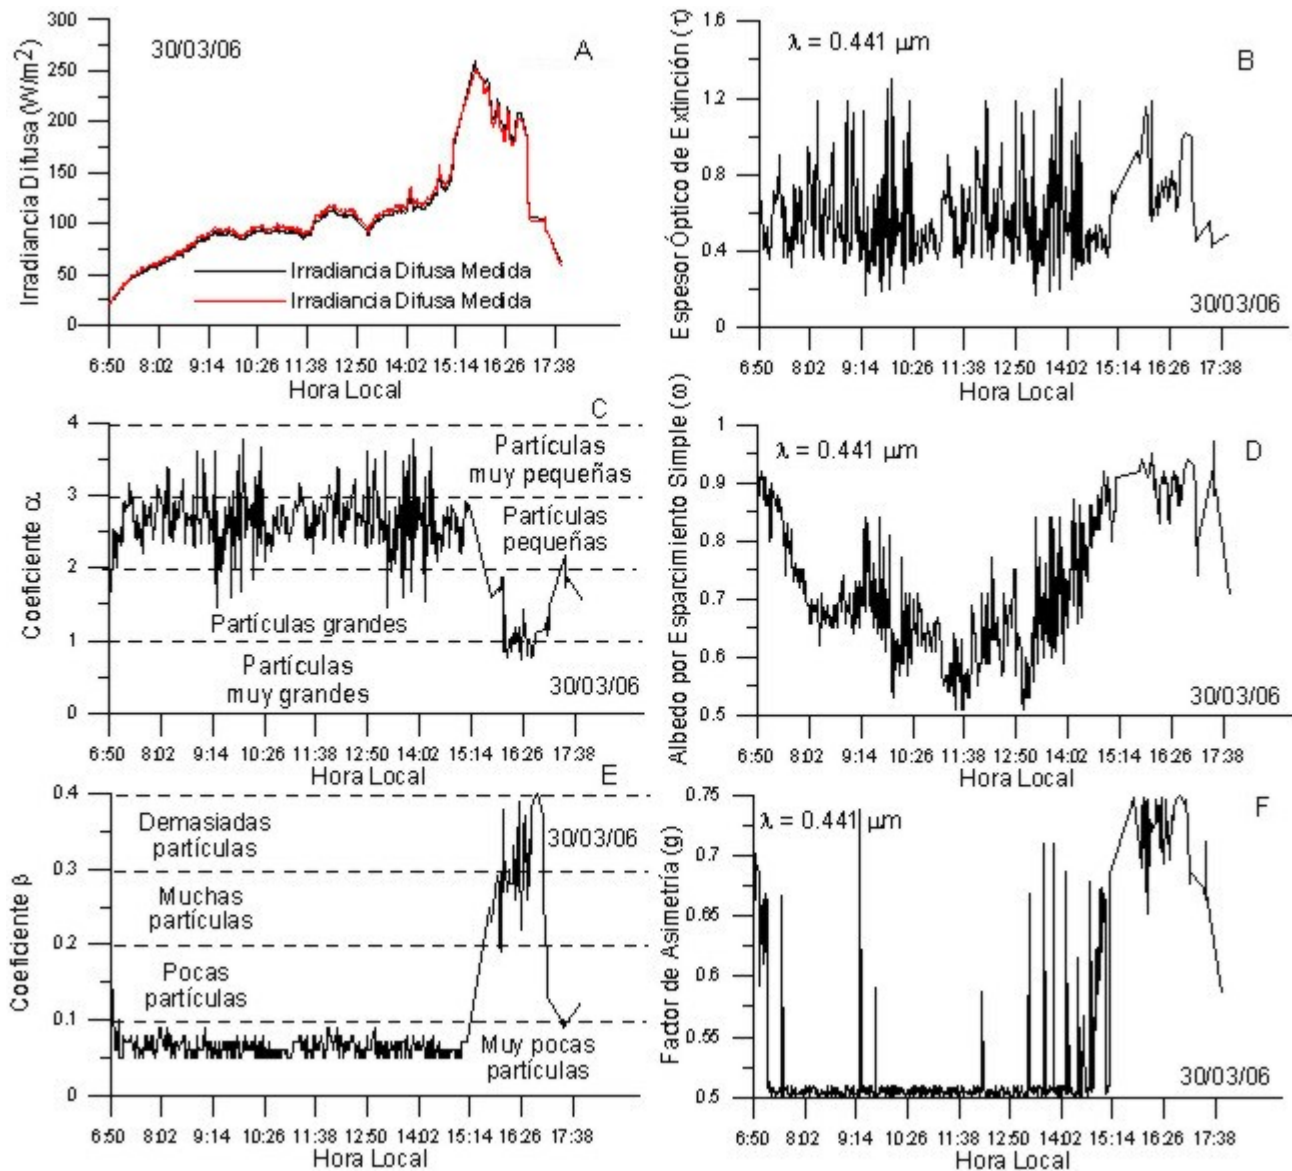 300
250
200
150
100
50
0
Irradiancia Difusa (W/m2)
30/03/06
A
Irradiancia Difusa Medida
Irradiancia Difusa Medida
6:50 8:02 9:14 10:26 11:38 12:50 14:02 15:14 16:26 17:38
Hora Local
1.6
1.2
0.8
0.4
0
Espesor Óptico de Extinción (τ)
λ = 0.441 µm
B
30/03/06
6:50 8:02 9:14 10:26 11:38 12:50 14:02 15:14 16:26 17:38
Hora Local
4
3
2
1
0
Coeficiente α
C
Partículas
muy pequeñas
Partículas
pequeñas
Partículas grandes
Partículas
muy grandes
30/03/06
6:50 8:02 9:14 10:26 11:38 12:50 14:02 15:14 16:26 17:38
Hora Local
1
0.9
0.8
0.7
0.6
0.5
Albedo por Esparcimiento Simple (ω)
λ = 0.441 µm
D
30/03/06
6:50 8:02 9:14 10:26 11:38 12:50 14:02 15:14 16:26 17:38
Hora Local
0.4
0.3
0.2
0.1
0
Coeficiente β
E
Demasiadas
partículas
30/03/06
Muchas
partículas
Pocas
partículas
Muy pocas
partículas
6:50 8:02 9:14 10:26 11:38 12:50 14:02 15:14 16:26 17:38
Hora Local
0.75
0.7
0.65
0.6
0.55
0.5
Factor de Asimetría (g)
λ = 0.441 µm
F
30/03/06
6:50 8:02 9:14 10:26 11:38 12:50 14:02 15:14 16:26 17:38
Hora Local